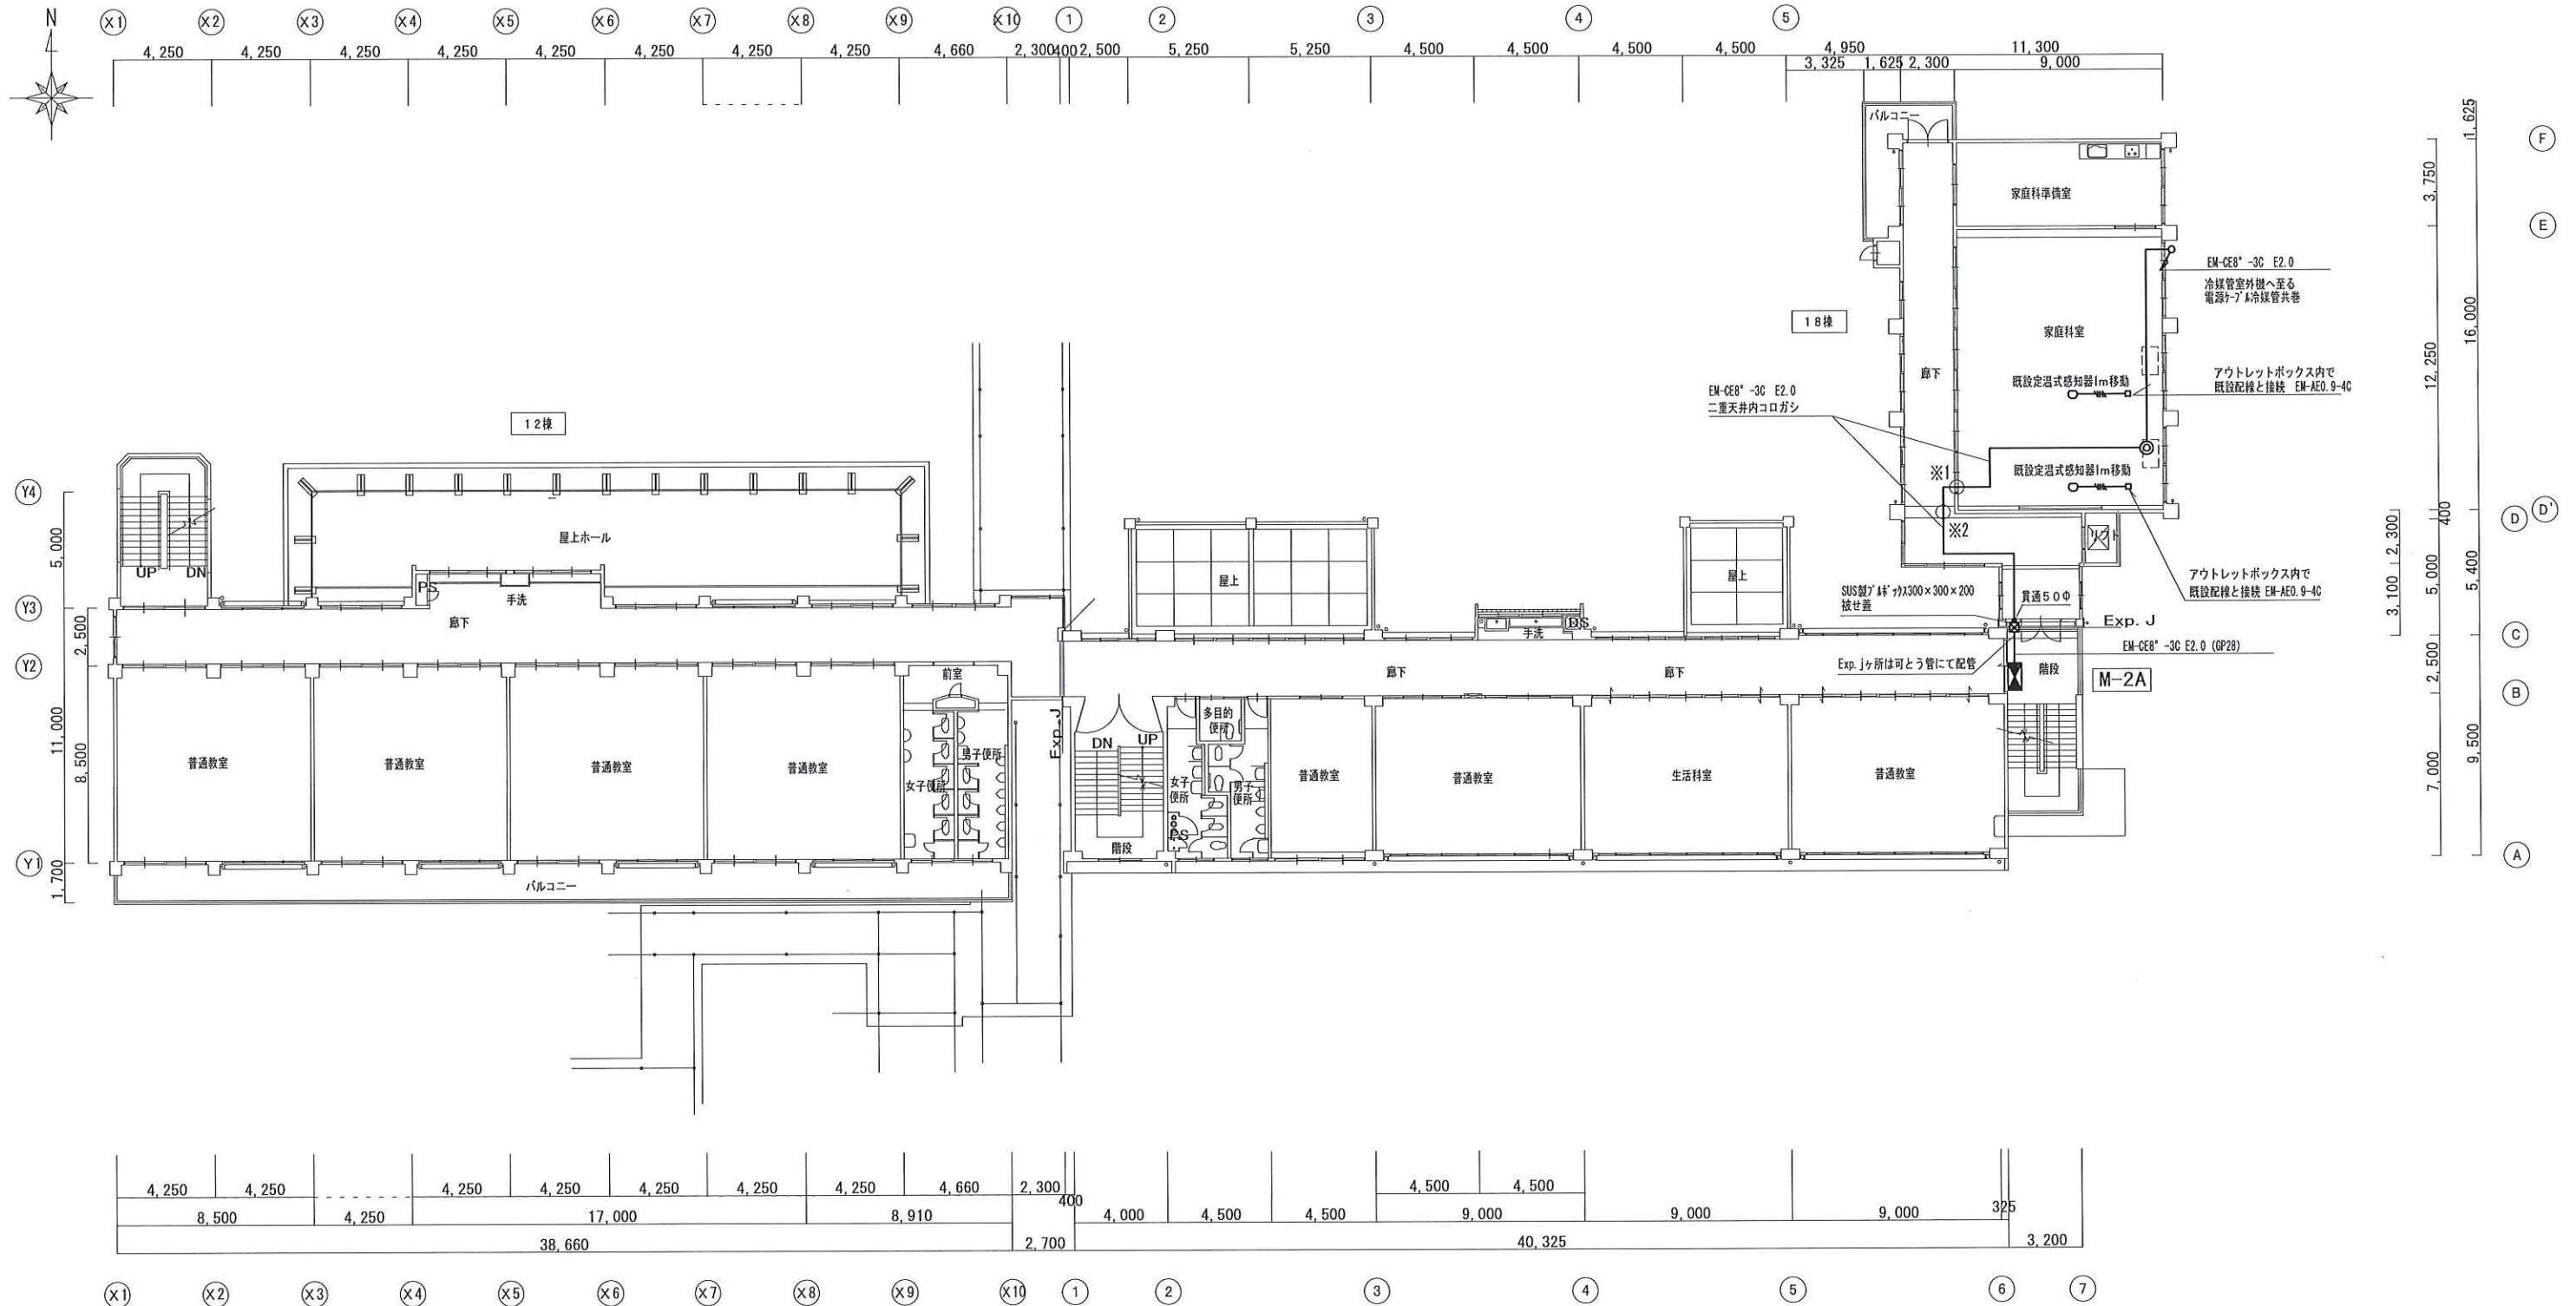 N
X1
X2
X3
X4
X5
X6
X7
X8
X9
X10
1
2
3
4
5
4,250
4,250
4,250
4,250
4,250
4,250
4,250
4,250
4,660
2,300
400
2,500
5,250
5,250
4,500
4,500
4,500
4,500
4,950
11,300
3,325
1,625
2,300
9,000
バルコニー
家庭科準備室
1,625
F
3,750
E
EM-CE8°-3C E2.0
冷媒管室外機へ至る
電源ケーブル冷媒管共巻
18棟
家庭科室
16,000
廊下
12,250
既設定温式感知器1m移動
アウトレットボックス内で
既設配線と接続 EM-AE0.9-4C
EM-CE8°-3C E2.0
二重天井内コロガシ
12棟
※1
既設定温式感知器1m移動
Y4
屋上ホール
※2
リフト
400
D
D'
5,000
UP
DN
PS
手洗
屋上
屋上
2,300
アウトレットボックス内で
既設配線と接続 EM-AE0.9-4C
SUS製プルボックス300×300×200
被せ蓋
貫通50Φ
3,100
5,000
5,400
Y3
廊下
手洗
DS
Exp. J
C
2,500
EM-CE8°-3C E2.0 (GP28)
Y2
前室
廊下
廊下
Exp.jヶ所は可とう管にて配管
階段
M-2A
2,500
B
Exp. J
多目的
便所
DN
UP
11,000
8,500
普通教室
普通教室
普通教室
普通教室
女子便所
男子便所
女子
便所
男子
便所
普通教室
普通教室
生活科室
普通教室
7,000
9,500
PS
階段
Y1
A
1,700
バルコニー
4,250
4,250
4,250
4,250
4,250
4,250
4,250
4,660
2,300
400
4,500
4,500
8,500
4,250
17,000
8,910
4,000
4,500
4,500
9,000
9,000
9,000
325
38,660
2,700
40,325
3,200
X1
X2
X3
X4
X5
X6
X7
X8
X9
X10
1
2
3
4
5
6
7